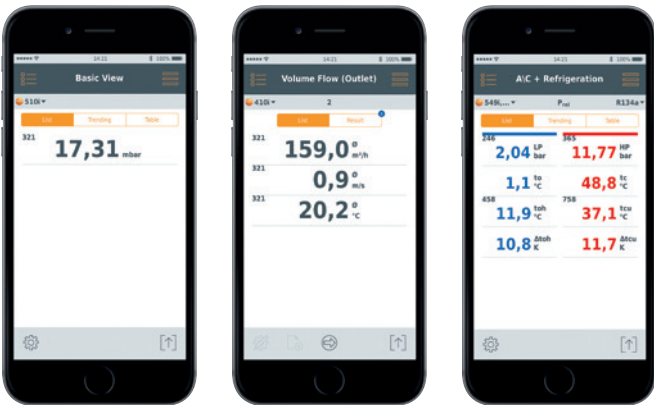 14:21 100%
Basic View
510i
List Trending Table
321
17,31 mbar
14:21 100%
Volume Flow (Outlet)
410i 2
List Result
321
159,0 ø m³/h
321
0,9 ø m/s
321
20,2 ø °C
14:21 100%
A\C + Refrigeration
549i,... Prel R134a
List Trending Table
246 365
2,04 LP bar 11,77 HP bar
1,1 to °C 48,8 tc °C
458 758
11,9 toh °C 37,1 tcu °C
10,8 Δtoh K 11,7 Δtcu K